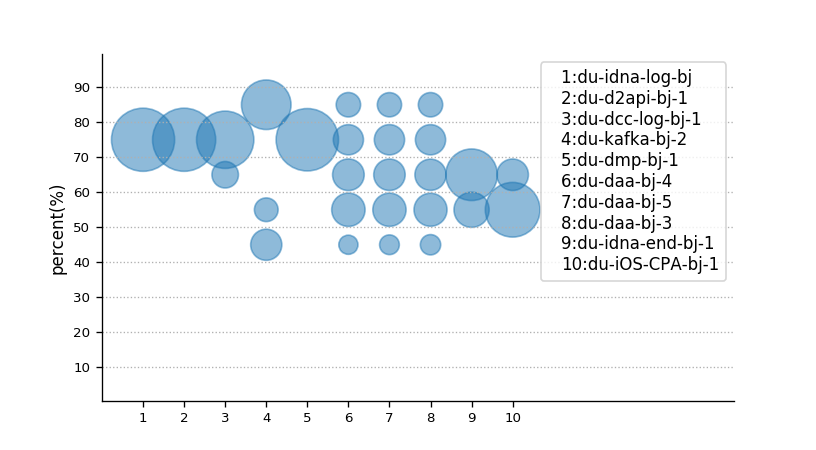 percent(%)
90
80
70
60
50
40
30
20
10
1 2 3 4 5 6 7 8 9 10
1:du-idna-log-bj
2:du-d2api-bj-1
3:du-dcc-log-bj-1
4:du-kafka-bj-2
5:du-dmp-bj-1
6:du-daa-bj-4
7:du-daa-bj-5
8:du-daa-bj-3
9:du-idna-end-bj-1
10:du-iOS-CPA-bj-1